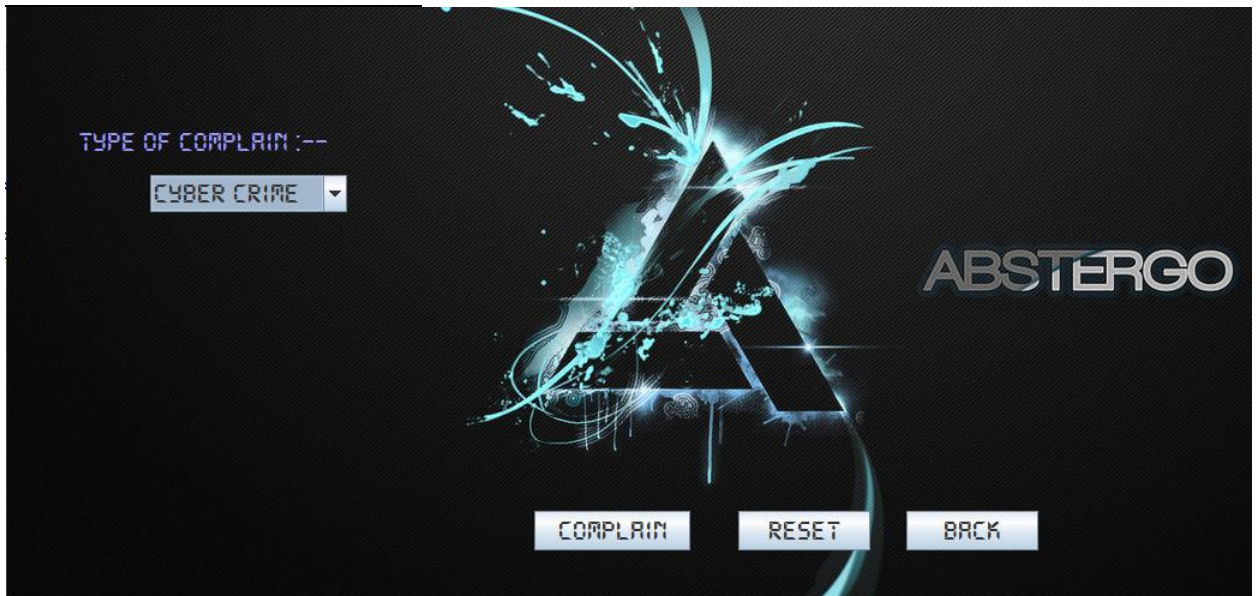 TYPE OF COMPLAIN :--
CYBER CRIME
ABSTERGO
COMPLAIN
RESET
BACK